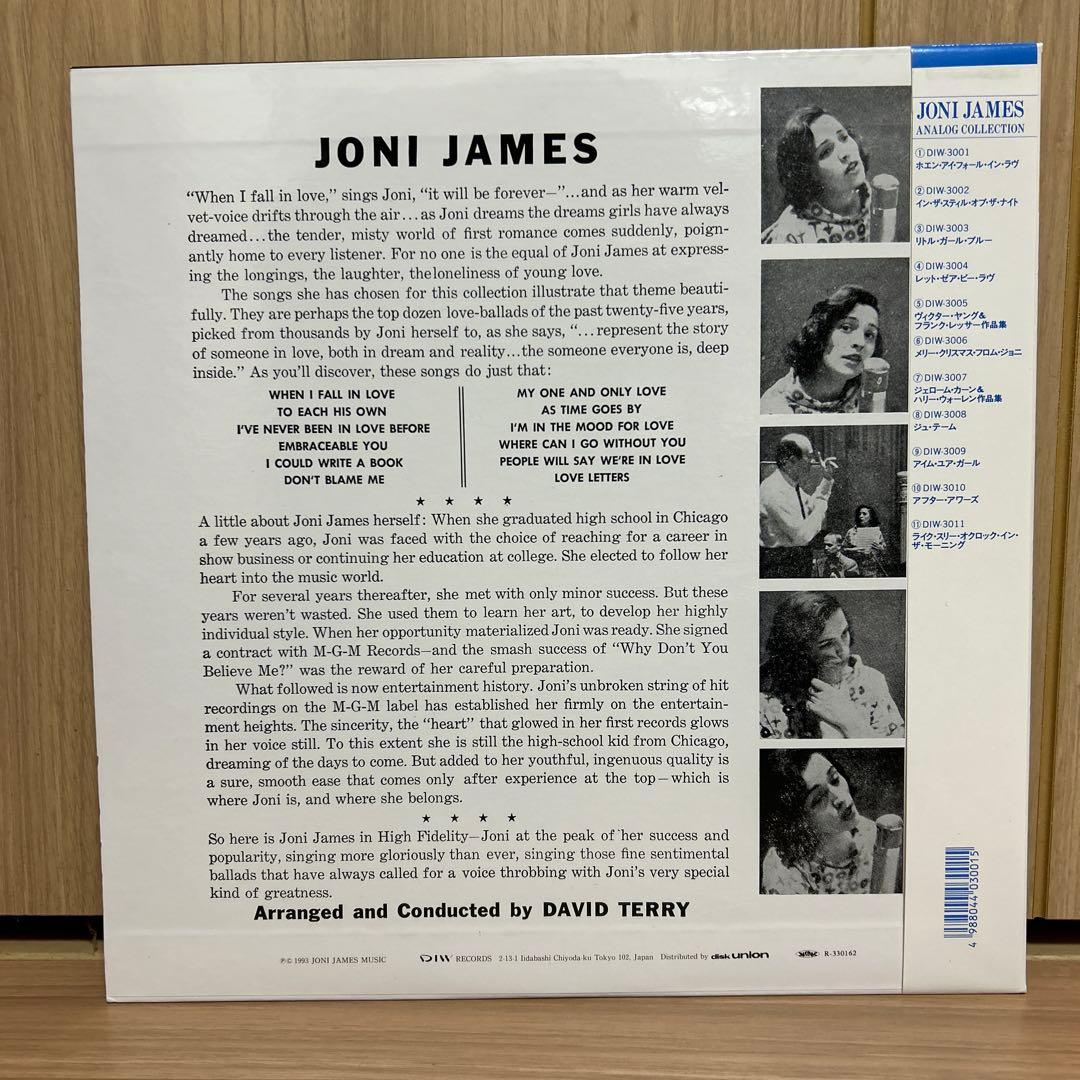 JONI JAMES
“When I fall in love,” sings Joni, “it will be forever—”...and as her warm vel-
vet-voice drifts through the air...as Joni dreams the dreams girls have always
dreamed...the tender, misty world of first romance comes suddenly, poign-
antly home to every listener. For no one is the equal of Joni James at express-
ing the longings, the laughter, theloneliness of young love.
The songs she has chosen for this collection illustrate that theme beauti-
fully. They are perhaps the top dozen love-ballads of the past twenty-five years,
picked from thousands by Joni herself to, as she says, “...represent the story
of someone in love, both in dream and reality...the someone everyone is, deep
inside.” As you’ll discover, these songs do just that:
WHEN I FALL IN LOVE
TO EACH HIS OWN
I’VE NEVER BEEN IN LOVE BEFORE
EMBRACEABLE YOU
I COULD WRITE A BOOK
DON’T BLAME ME
MY ONE AND ONLY LOVE
AS TIME GOES BY
I’M IN THE MOOD FOR LOVE
WHERE CAN I GO WITHOUT YOU
PEOPLE WILL SAY WE’RE IN LOVE
LOVE LETTERS
★ ★ ★ ★
A little about Joni James herself: When she graduated high school in Chicago
a few years ago, Joni was faced with the choice of reaching for a career in
show business or continuing her education at college. She elected to follow her
heart into the music world.
For several years thereafter, she met with only minor success. But these
years weren’t wasted. She used them to learn her art, to develop her highly
individual style. When her opportunity materialized Joni was ready. She signed
a contract with M-G-M Records—and the smash success of “Why Don’t You
Believe Me?” was the reward of her careful preparation.
What followed is now entertainment history. Joni’s unbroken string of hit
recordings on the M-G-M label has established her firmly on the entertain-
ment heights. The sincerity, the “heart” that glowed in her first records glows
in her voice still. To this extent she is still the high-school kid from Chicago,
dreaming of the days to come. But added to her youthful, ingenuous quality is
a sure, smooth ease that comes only after experience at the top—which is
where Joni is, and where she belongs.
★ ★ ★ ★
So here is Joni James in High Fidelity—Joni at the peak of her success and
popularity, singing more gloriously than ever, singing those fine sentimental
ballads that have always called for a voice throbbing with Joni’s very special
kind of greatness.
Arranged and Conducted by DAVID TERRY
℗© 1993 JONI JAMES MUSIC DIW RECORDS 2-13-1 Iidabashi Chiyoda-ku Tokyo 102, Japan Distributed by disk union R-330162
JONI JAMES
ANALOG COLLECTION
①DIW-3001
ホエン・アイ・フォール・イン・ラヴ
②DIW-3002
イン・ザ・スティル・オブ・ザ・ナイト
③DIW-3003
リトル・ガール・ブルー
④DIW-3004
レット・ゼア・ビー・ラヴ
⑤DIW-3005
ヴィクター・ヤング&
フランク・レッサー作品集
⑥DIW-3006
メリー・クリスマス・フロム・ジョニ
⑦DIW-3007
ジェローム・カーン&
ハリー・ウォーレン作品集
⑧DIW-3008
ジュ・テーム
⑨DIW-3009
アイム・ユア・ガール
⑩DIW-3010
アフター・アワーズ
⑪DIW-3011
ライク・スリー・オクロック・イン・
ザ・モーニング
4 988044 030015